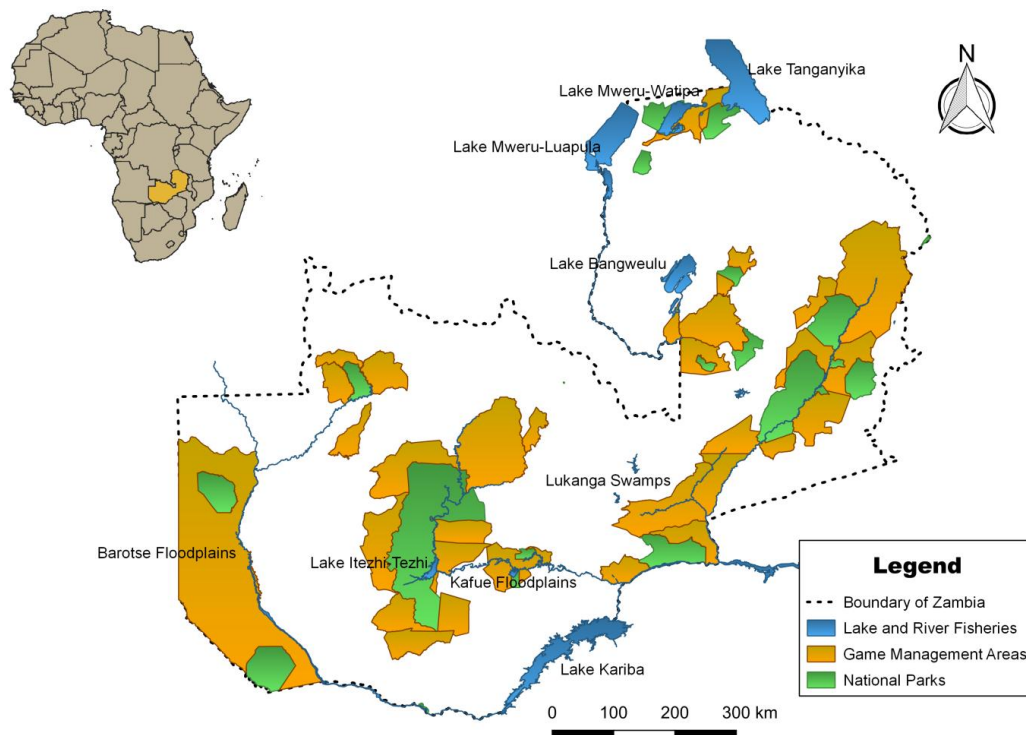 N
Lake Tanganyika
Lake Mweru-Watipa
Lake Mweru-Luapula
Lake Bangweulu
Lukanga Swamps
Barotse Floodplains
Lake Itezhi-Tezhi
Kafue Floodplains
Lake Kariba
Legend
Boundary of Zambia
Lake and River Fisheries
Game Management Areas
National Parks
0 100 200 300 km